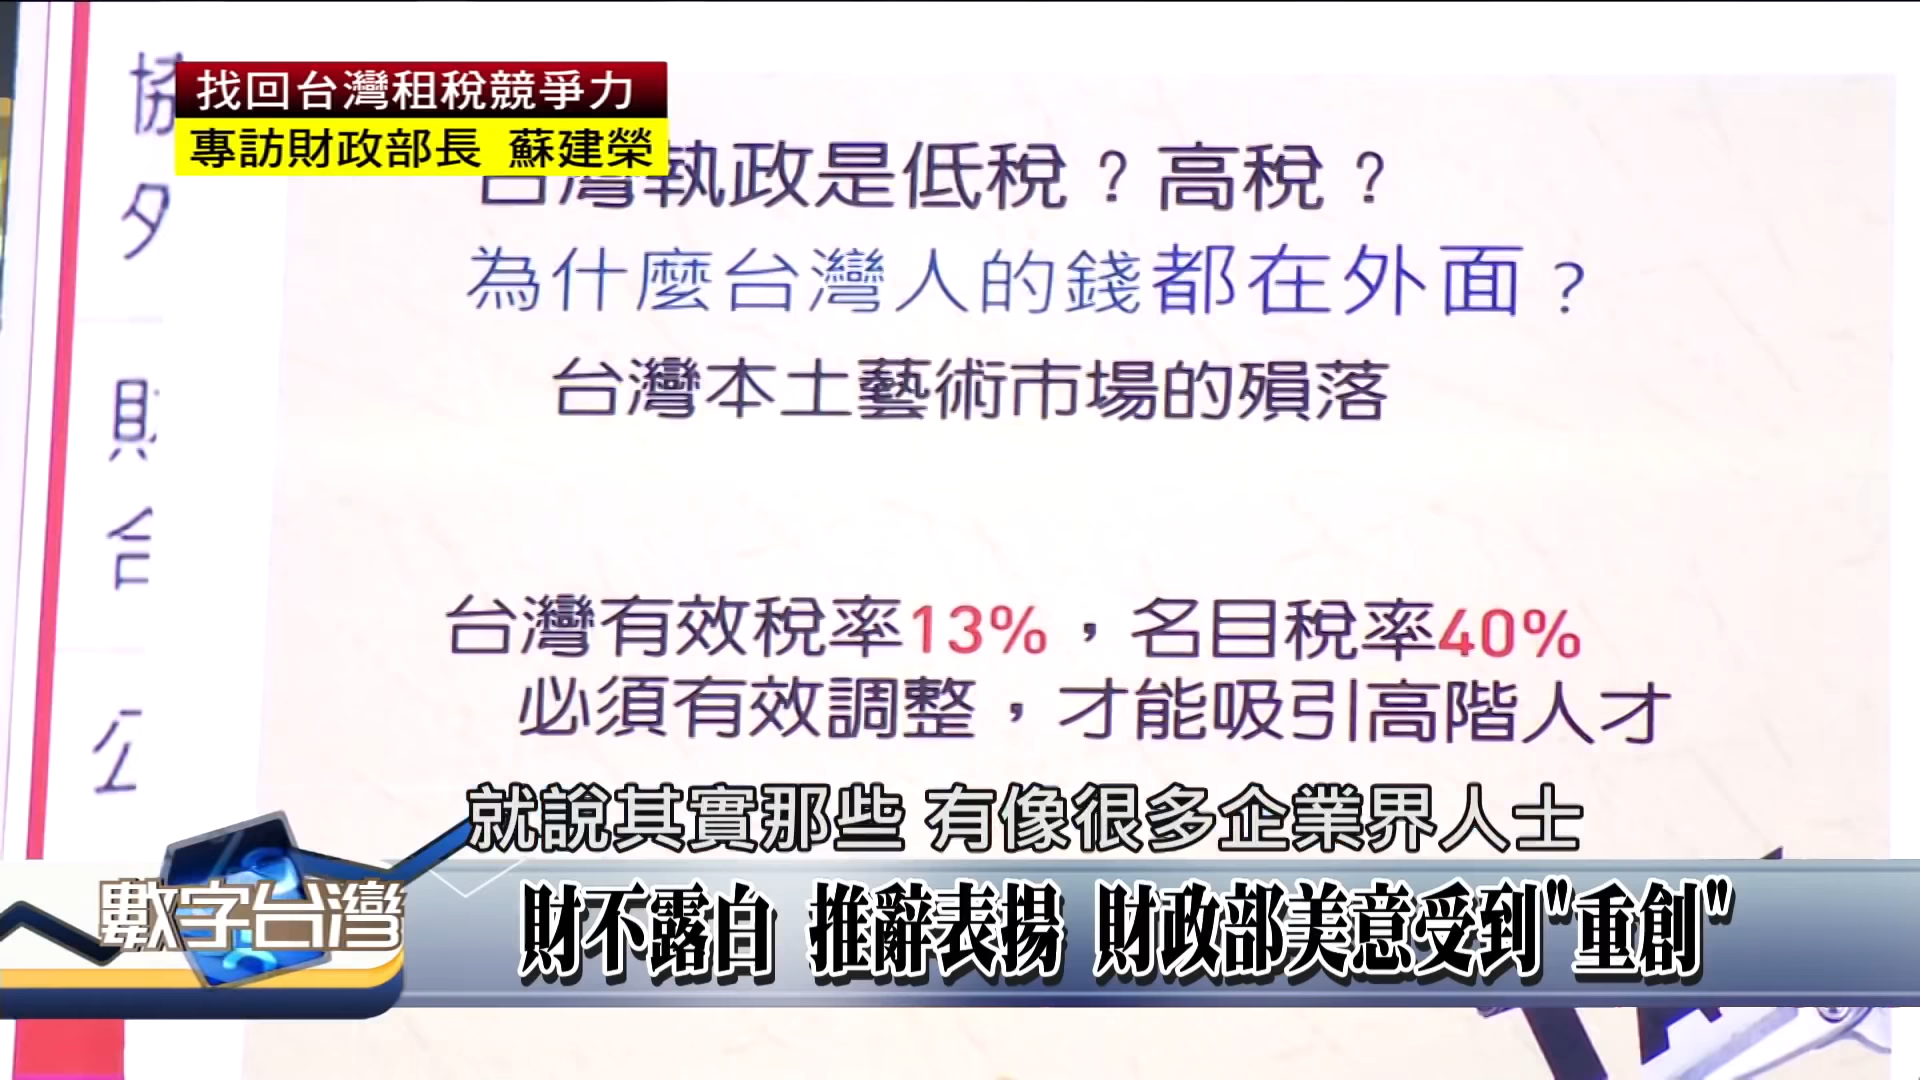 找回台灣租稅競爭力
專訪財政部長 蘇建榮
台灣執政是低稅？高稅？
為什麼台灣人的錢都在外面？
台灣本土藝術市場的殞落
台灣有效稅率13%，名目稅率40%
必須有效調整，才能吸引高階人才
就說其實那些 有像很多企業界人士
數字台灣
財不露白 推辭表揚 財政部美意受到"重創"